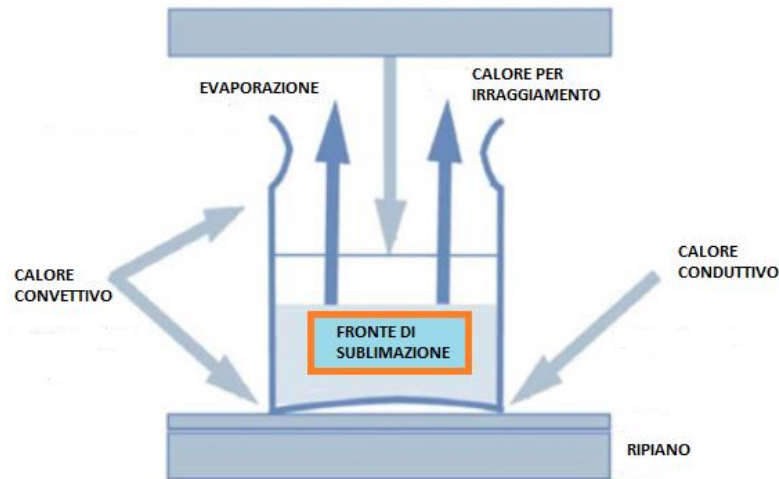 EVAPORAZIONE
CALORE PER
IRRAGGIAMENTO
CALORE
CONVETTIVO
CALORE
CONDUTTIVO
FRONTE DI
SUBLIMAZIONE
RIPIANO